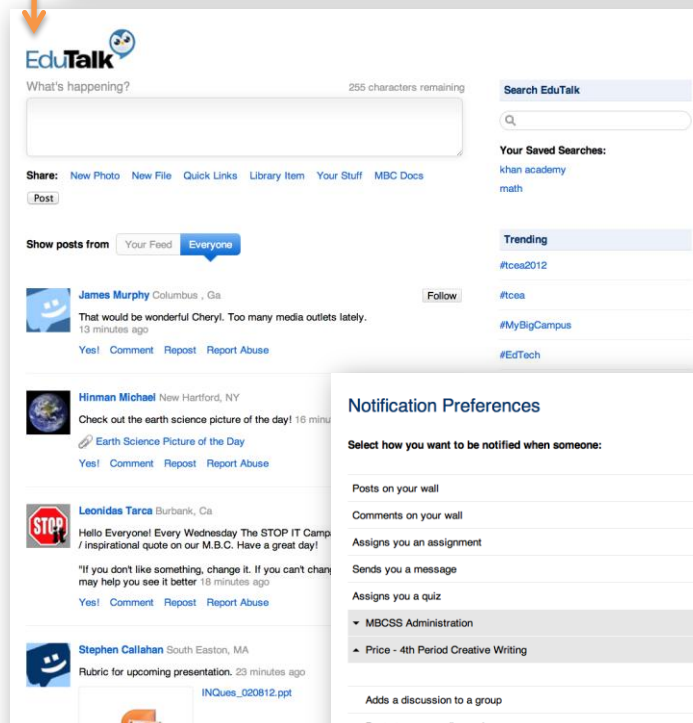 EduTalk
What's happening? 255 characters remaining
Share: New Photo New File Quick Links Library Item Your Stuff MBC Docs
Post
Show posts from Your Feed Everyone
James Murphy Columbus , Ga Follow
That would be wonderful Cheryl. Too many media outlets lately.
13 minutes ago
Yes! Comment Repost Report Abuse
Hinman Michael New Hartford, NY
Check out the earth science picture of the day! 16
Earth Science Picture of the Day
Yes! Comment Repost Report Abuse
STOP
Leonidas Tarca Burbank, Ca
Hello Everyone! Every Wednesday The STOP IT
/ inspirational quote on our M.B.C. Have a great day!
"If you don't like something, change it. If you can't
may help you see it better 18 minutes ago
Yes! Comment Repost Report Abuse
Stephen Callahan South Easton, MA
Rubric for upcoming presentation. 23 minutes ago
INQues_020812.ppt
Search EduTalk
Your Saved Searches:
khan academy
math
Trending
#tcea2012
#tcea
#MyBigCampus
#EdTech
Notification Preferences
Select how you want to be notified when someone:
Posts on your wall
Comments on your wall
Assigns you an assignment
Sends you a message
Assigns you a quiz
MBCSS Administration
Price - 4th Period Creative Writing
Adds a discussion to a group